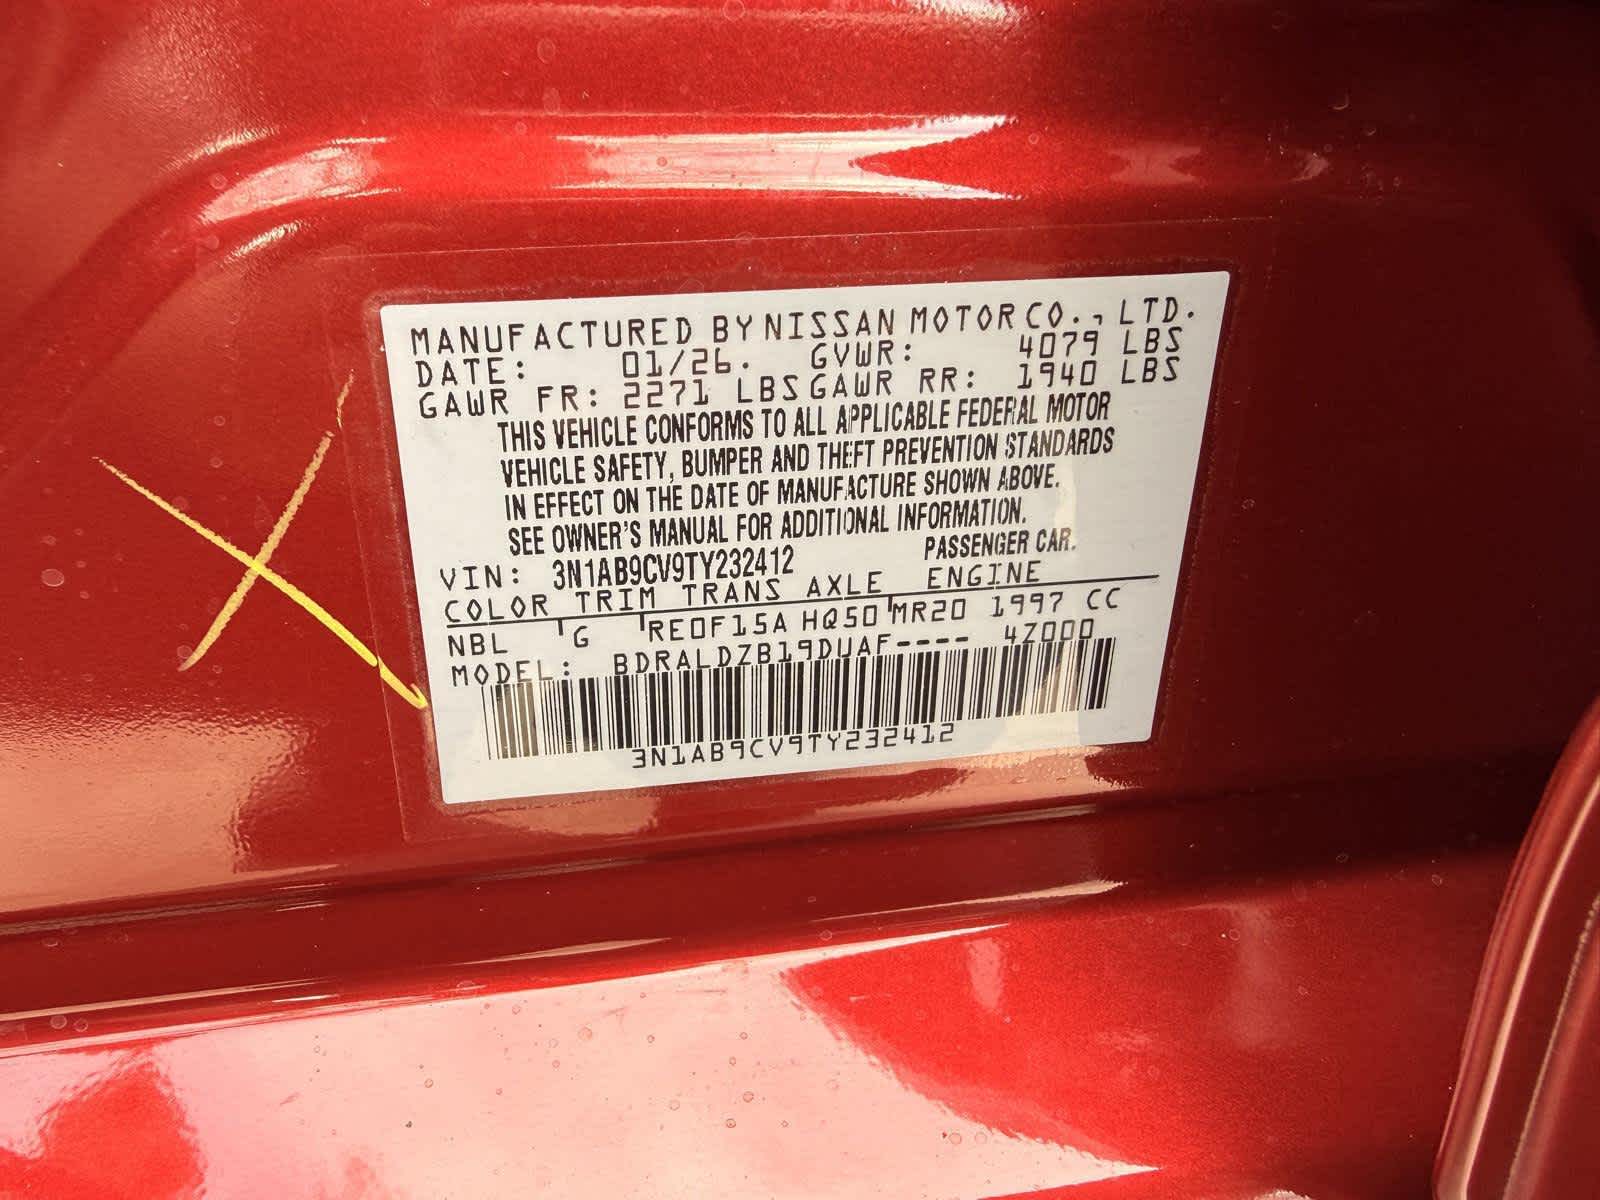 MANUFACTURED BY NISSAN MOTOR CO., LTD.
DATE: 01/26. GVWR: 4079 LBS
GAWR FR: 2271 LBS GAWR RR: 1940 LBS
THIS VEHICLE CONFORMS TO ALL APPLICABLE FEDERAL MOTOR
VEHICLE SAFETY, BUMPER AND THEFT PREVENTION STANDARDS
IN EFFECT ON THE DATE OF MANUFACTURE SHOWN ABOVE.
SEE OWNER'S MANUAL FOR ADDITIONAL INFORMATION.
VIN: 3N1AB9CV9TY232412 PASSENGER CAR.
COLOR TRIM TRANS AXLE ENGINE
NBL G RE0F15A HQ50 MR20 1997 CC
MODEL: BDRALDZB19DUAF---- 4Z000
3N1AB9CV9TY232412